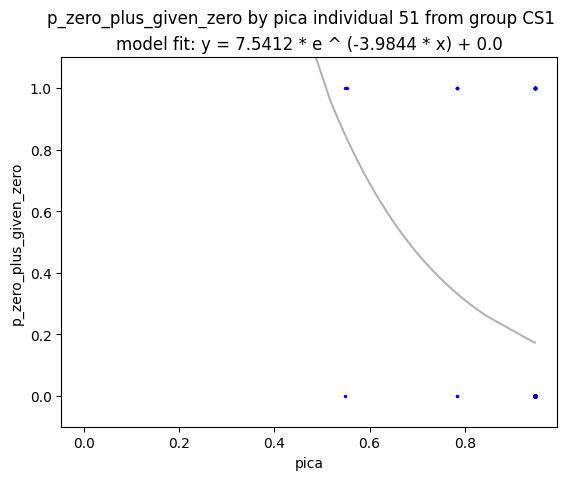 p_zero_plus_given_zero by pica individual 51 from group CS1
model fit: y = 7.5412 * e ^ (-3.9844 * x) + 0.0
1.0
0.8
0.6
0.4
0.2
0.0
p_zero_plus_given_zero
0.0 0.2 0.4 0.6 0.8
pica